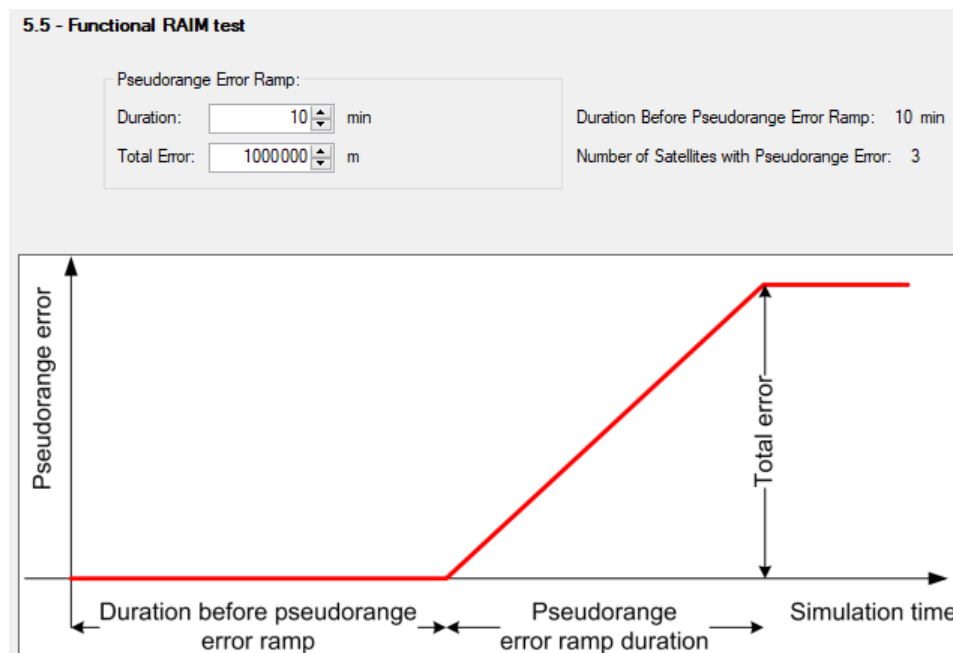 5.5 - Functional RAIM test
Pseudorange Error Ramp:
Duration: 10 min
Duration Before Pseudorange Error Ramp: 10 min
Total Error: 1000000 m
Number of Satellites with Pseudorange Error: 3
Pseudorange error
Total error
Duration before pseudorange
error ramp
Pseudorange
error ramp duration
Simulation time